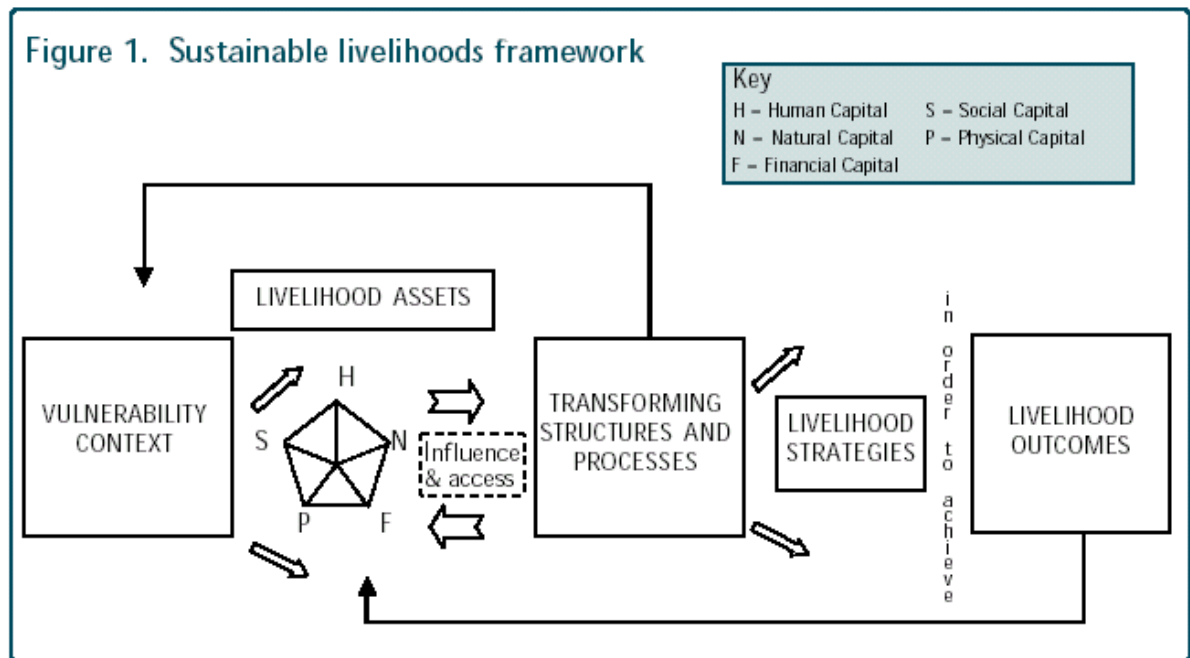 Figure 1. Sustainable livelihoods framework
Key
H – Human Capital S – Social Capital
N – Natural Capital P – Physical Capital
F – Financial Capital
LIVELIHOOD ASSETS
VULNERABILITY
CONTEXT
H
S
N
P
F
Influence
& access
TRANSFORMING
STRUCTURES AND
PROCESSES
LIVELIHOOD
STRATEGIES
in order to achieve
LIVELIHOOD
OUTCOMES